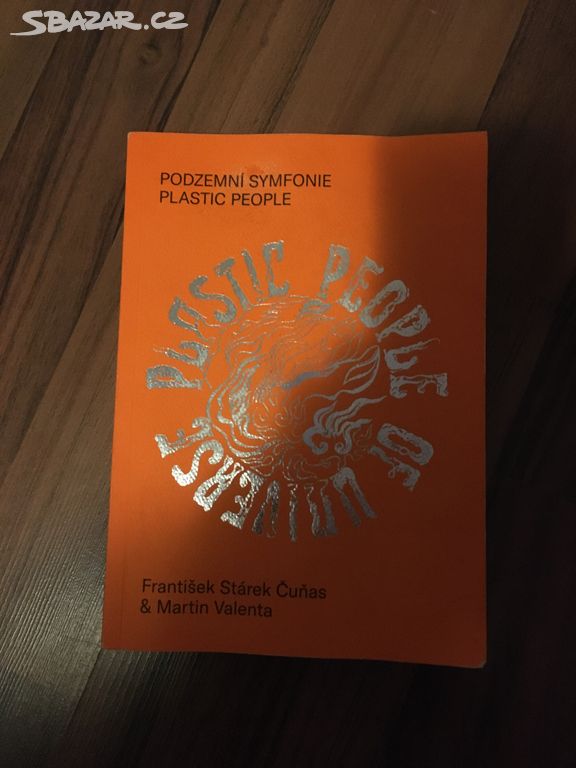 SBAZAR.CZ
PODZEMNÍ SYMFONIE
PLASTIC PEOPLE
PLASTIC PEOPLE OF UNIVERSE
František Stárek Čuňas
& Martin Valenta